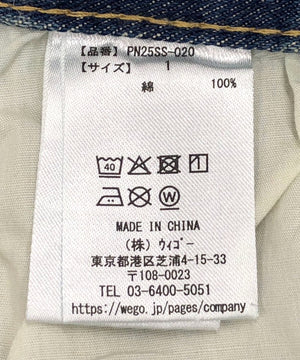 【品番】 PN25SS-020
【サイズ】 1
綿 100%
40
W
MADE IN CHINA
(株) ウィゴー
東京都港区芝浦4-15-33
〒108-0023
TEL 03-6400-5051
https://wego.jp/pages/company